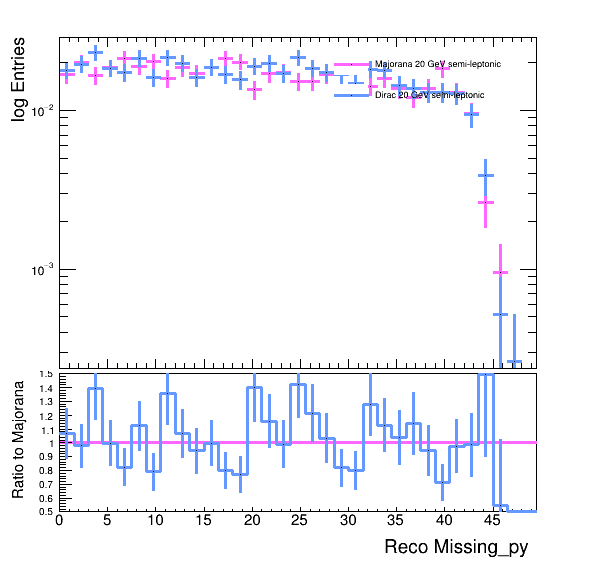 log Entries
Majorana 20 GeV semi-leptonic
Dirac 20 GeV semi-leptonic
10−2
10−3
Ratio to Majorana
1.5
1.4
1.3
1.2
1.1
1
0.9
0.8
0.7
0.6
0.5
0 5 10 15 20 25 30 35 40 45
Reco Missing_py